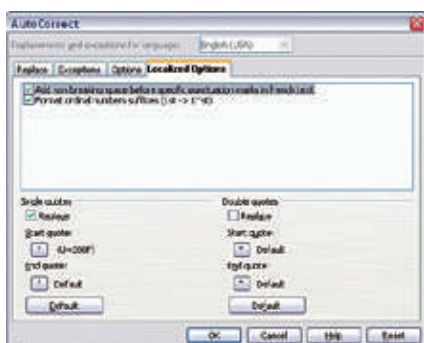 AutoCorrect
Replacements and exceptions for language: English (USA)
Replace Exceptions Options Localized Options
Add non breaking space before specific punctuation marks in french text
Format ordinal numbers suffixes (1st -> 1^st)
Single quotes Double quotes
Replace Replace
Start quote: Start quote:
Default
End quote: End quote:
Default Default
Default Default
OK Cancel Help Reset